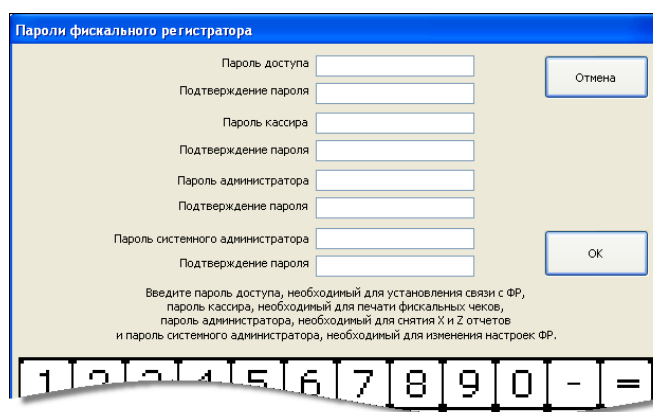 Пароли фискального регистратора
Пароль доступа
Отмена
Подтверждение пароля
Пароль кассира
Подтверждение пароля
Пароль администратора
Подтверждение пароля
Пароль системного администратора
ОК
Подтверждение пароля
Введите пароль доступа, необходимый для установления связи с ФР,
пароль кассира, необходимый для печати фискальных чеков,
пароль администратора, необходимый для снятия X и Z отчетов
и пароль системного администратора, необходимый для изменения настроек ФР.
1 2 3 4 5 6 7 8 9 0 - =